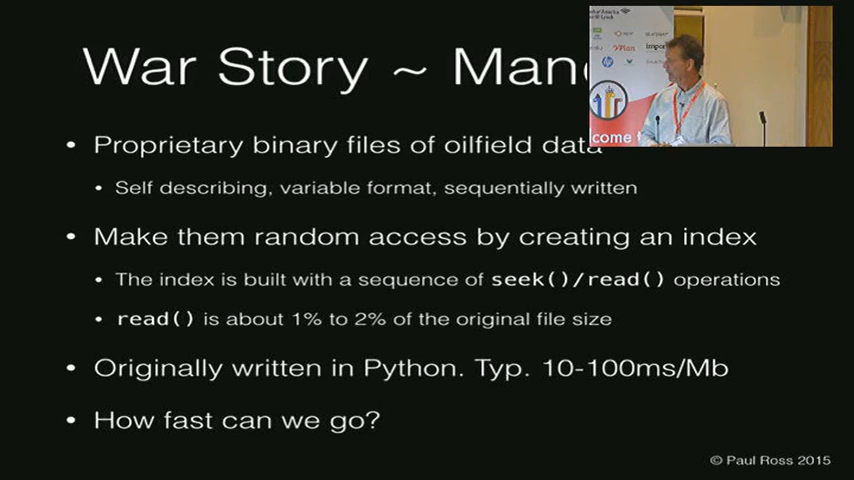 War Story ~
• Proprietary binary files of oilfield data
• Self describing, variable format, sequentially written
• Make them random access by creating an index
• The index is built with a sequence of seek()/read() operations
• read() is about 1% to 2% of the original file size
• Originally written in Python. Typ. 10-100ms/Mb
• How fast can we go?
© Paul Ross 2015
hp